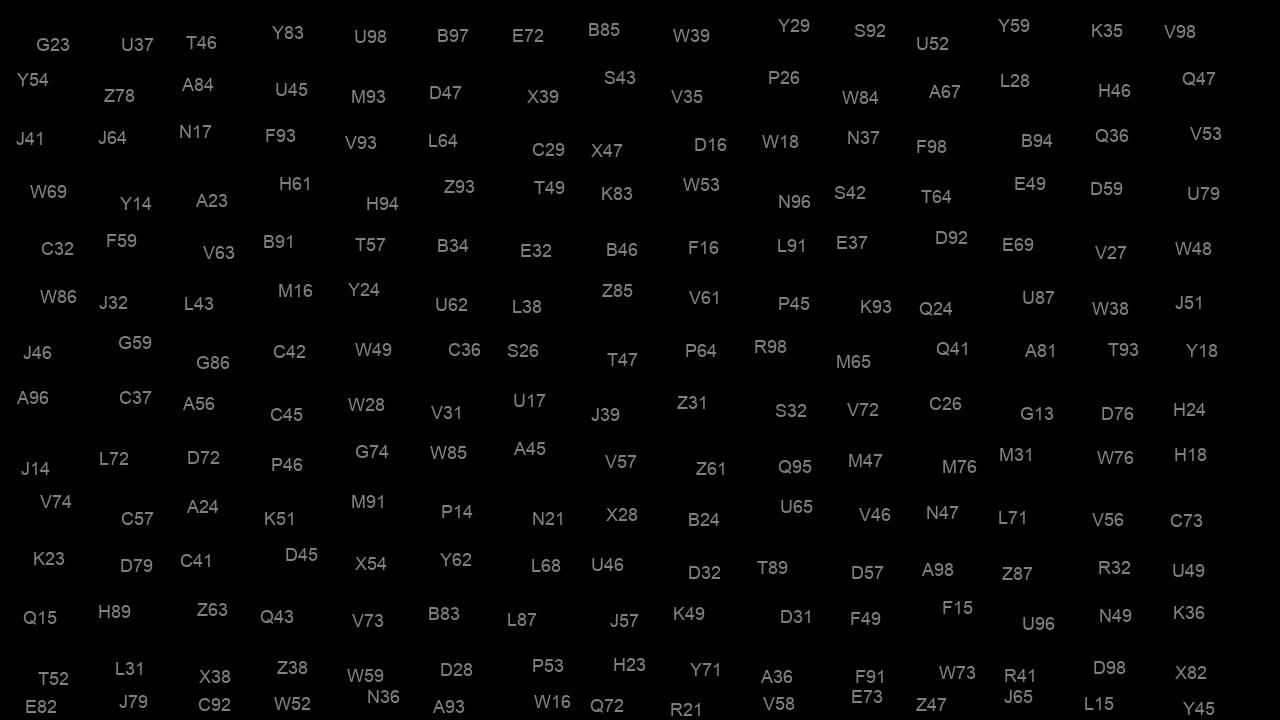 G23 U37 T46 Y83 U98 B97 E72 B85 W39 Y29 S92 U52 Y59 K35 V98
Y54 Z78 A84 U45 M93 D47 X39 S43 V35 P26 W84 A67 L28 H46 Q47
J41 J64 N17 F93 V93 L64 C29 X47 D16 W18 N37 F98 B94 Q36 V53
W69 Y14 A23 H61 H94 Z93 T49 K83 W53 N96 S42 T64 E49 D59 U79
C32 F59 V63 B91 T57 B34 E32 B46 F16 L91 E37 D92 E69 V27 W48
W86 J32 L43 M16 Y24 U62 L38 Z85 V61 P45 K93 Q24 U87 W38 J51
J46 G59 G86 C42 W49 C36 S26 T47 P64 R98 M65 Q41 A81 T93 Y18
A96 C37 A56 C45 W28 V31 U17 J39 Z31 S32 V72 C26 G13 D76 H24
J14 L72 D72 P46 G74 W85 A45 V57 Z61 Q95 M47 M76 M31 W76 H18
V74 C57 A24 K51 M91 P14 N21 X28 B24 U65 V46 N47 L71 V56 C73
K23 D79 C41 D45 X54 Y62 L68 U46 D32 T89 D57 A98 Z87 R32 U49
Q15 H89 Z63 Q43 V73 B83 L87 J57 K49 D31 F49 F15 U96 N49 K36
T52 L31 X38 Z38 W59 D28 P53 H23 Y71 A36 F91 W73 R41 D98 X82
E82 J79 C92 W52 N36 A93 W16 Q72 R21 V58 E73 Z47 J65 L15 Y45